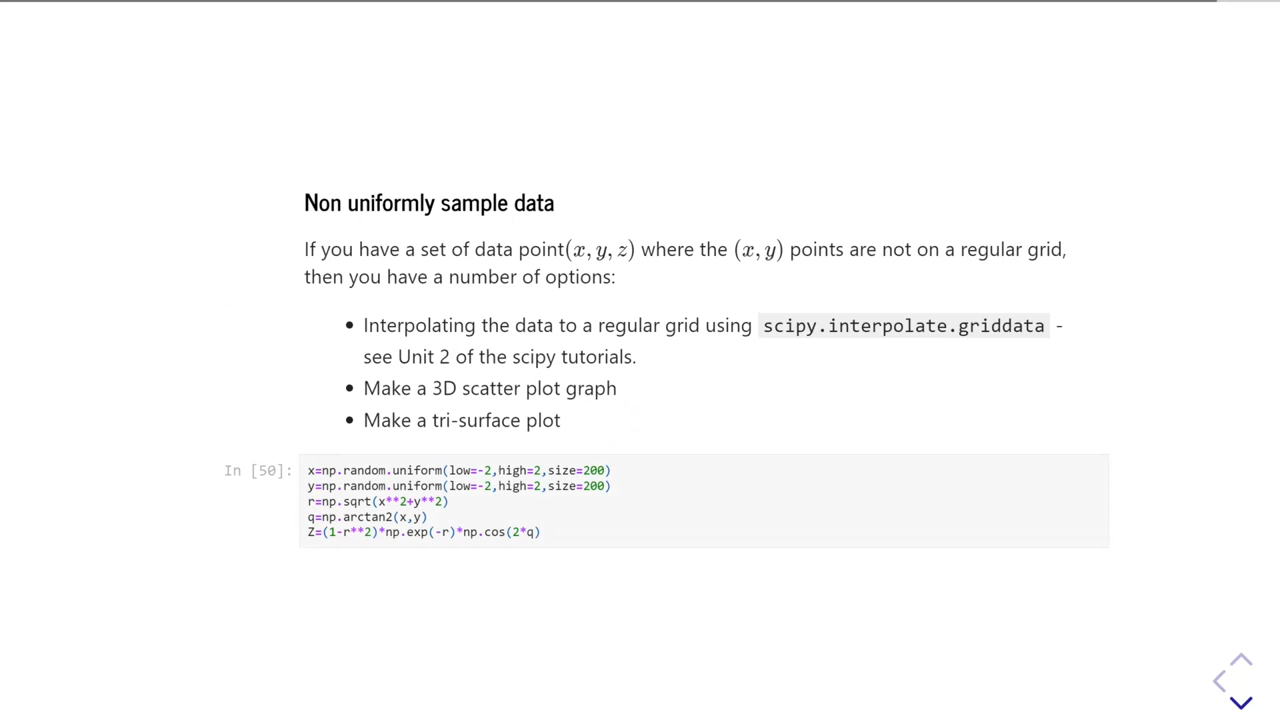 Non uniformly sample data
If you have a set of data point(x, y, z) where the (x, y) points are not on a regular grid,
then you have a number of options:
• Interpolating the data to a regular grid using scipy.interpolate.griddata -
see Unit 2 of the scipy tutorials.
• Make a 3D scatter plot graph
• Make a tri-surface plot
In [50]: x=np.random.uniform(low=-2,high=2,size=200)
y=np.random.uniform(low=-2,high=2,size=200)
r=np.sqrt(x**2+y**2)
q=np.arctan2(x,y)
Z=(1-r**2)*np.exp(-r)*np.cos(2*q)